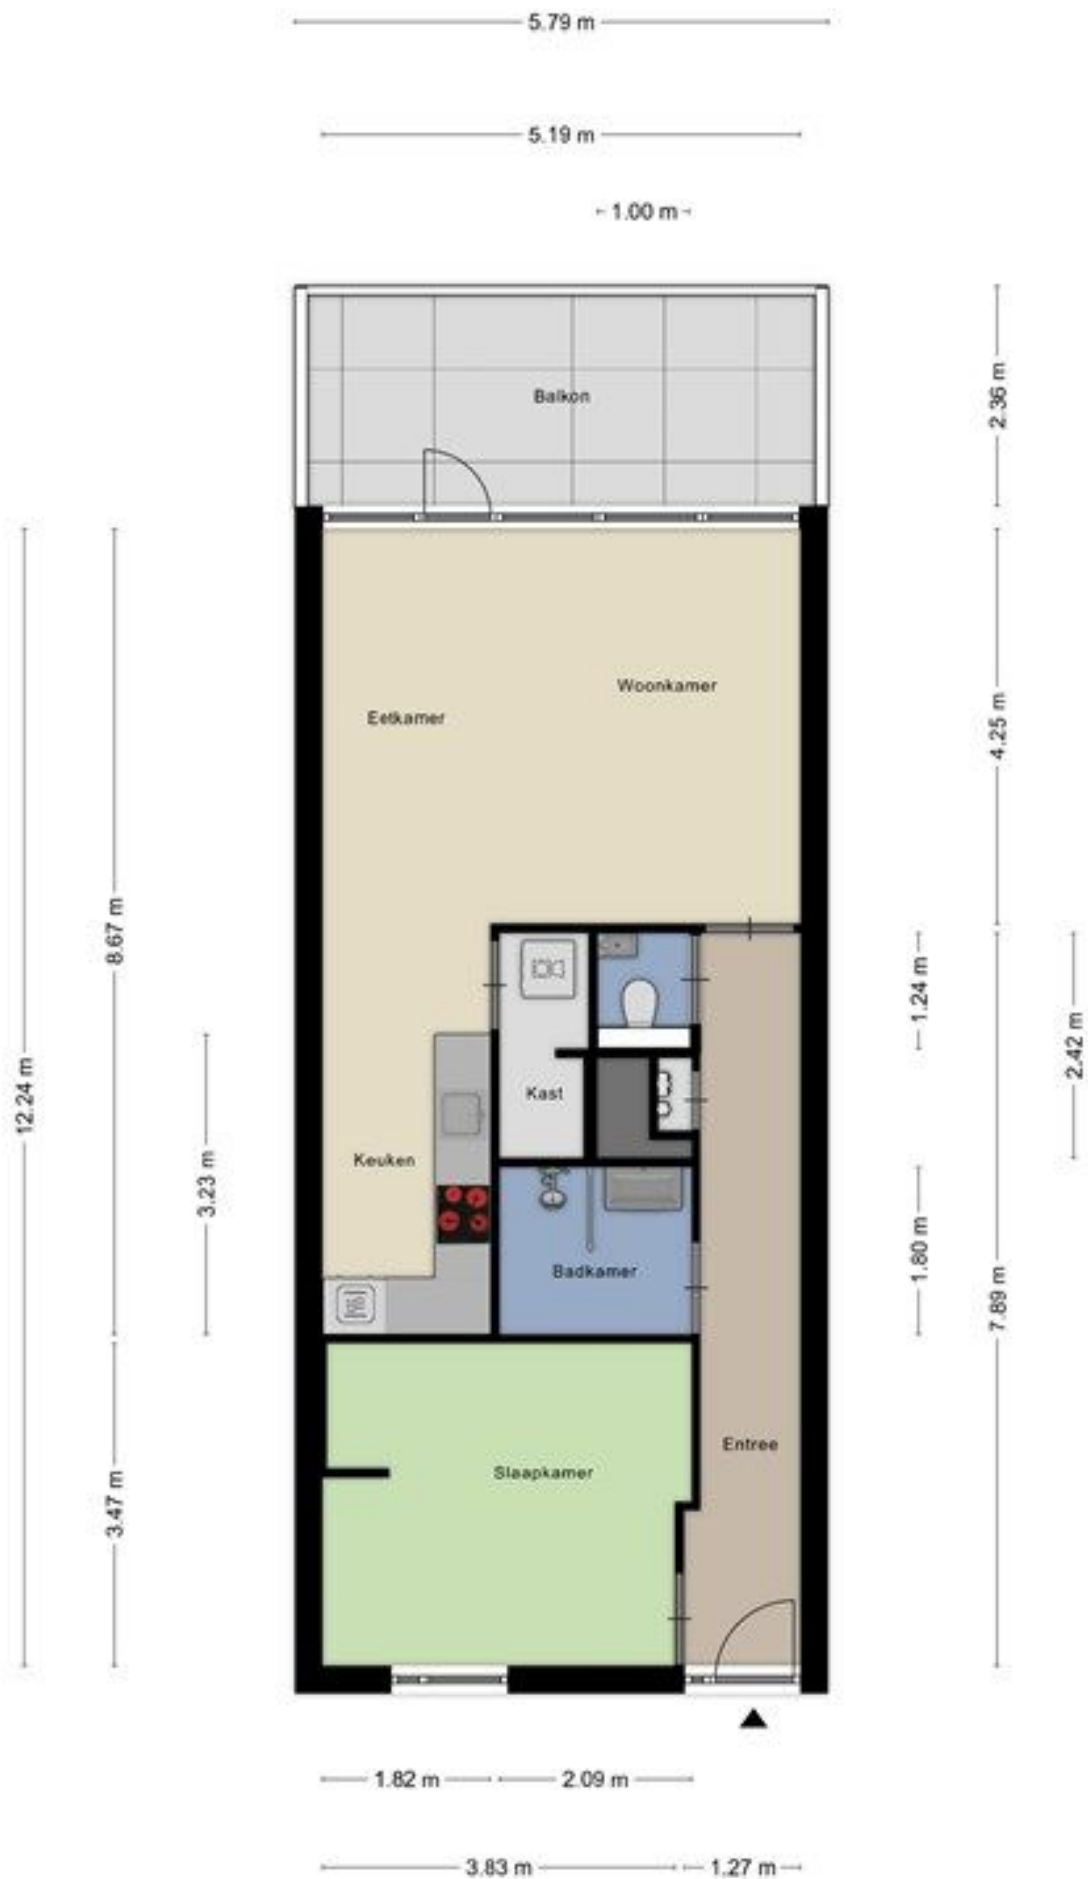 5.79 m
5.19 m
1.00 m
Balkon
2.36 m
Woonkamer
Eetkamer
4.25 m
8.67 m
12.24 m
1.24 m
2.42 m
Kast
Keuken
3.23 m
1.80 m
Badkamer
7.89 m
Entree
Slaapkamer
3.47 m
1.82 m
2.09 m
3.83 m
1.27 m